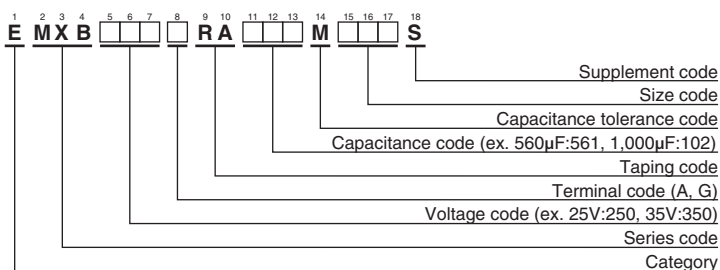 1 2 3 4 5 6 7 8 9 10 11 12 13 14 15 16 17 18
E M X B □□□ □ R A □□□ M □□□ S
Supplement code
Size code
Capacitance tolerance code
Capacitance code (ex. 560µF:561, 1,000µF:102)
Taping code
Terminal code (A, G)
Voltage code (ex. 25V:250, 35V:350)
Series code
Category